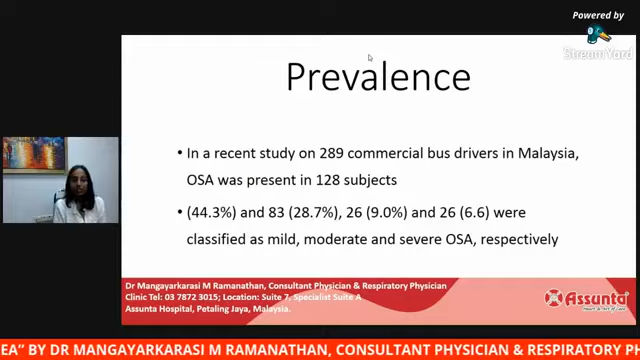 Powered by
StreamYard
Prevalence
• In a recent study on 289 commercial bus drivers in Malaysia,
OSA was present in 128 subjects
• (44.3%) and 83 (28.7%), 26 (9.0%) and 26 (6.6) were
classified as mild, moderate and severe OSA, respectively
Dr Mangayarkarasi M Ramanathan, Consultant Physician & Respiratory Physician
Clinic Tel: 03 7872 3015; Location: Suite 7, Specialist Suite A
Assunta Hospital, Petaling Jaya, Malaysia.
Assunta
EA” BY DR MANGAYARKARASI M RAMANATHAN, CONSULTANT PHYSICIAN & RESPIRATORY PH